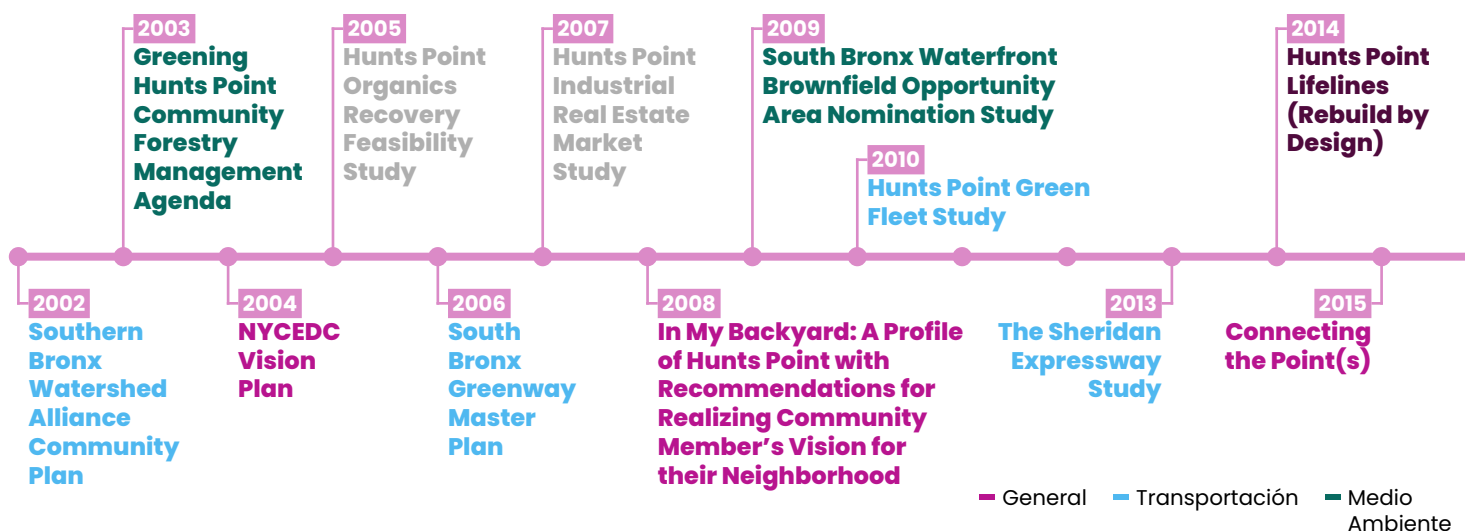 2003
Greening
Hunts Point
Community
Forestry
Management
Agenda
2005
Hunts Point
Organics
Recovery
Feasibility
Study
2007
Hunts Point
Industrial
Real Estate
Market
Study
2009
South Bronx Waterfront
Brownfield Opportunity
Area Nomination Study
2010
Hunts Point Green
Fleet Study
2014
Hunts Point
Lifelines
(Rebuild by
Design)
2002
Southern
Bronx
Watershed
Alliance
Community
Plan
2004
NYCEDC
Vision
Plan
2006
South
Bronx
Greenway
Master
Plan
2008
In My Backyard: A Profile
of Hunts Point with
Recommendations for
Realizing Community
Member’s Vision for
their Neighborhood
2013
The Sheridan
Expressway
Study
2015
Connecting
the Point(s)
General
Transportación
Medio
Ambiente